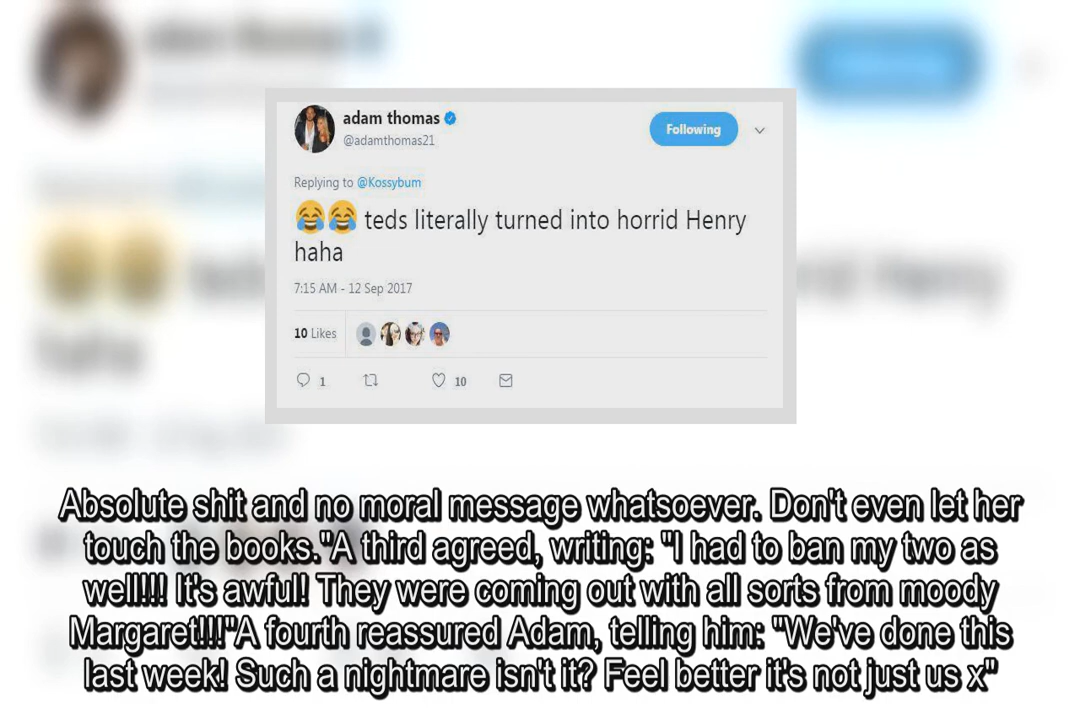 adam thomas
@adamthomas21
Following
Replying to @Kossybum
😂😂 teds literally turned into horrid Henry
haha
7:15 AM - 12 Sep 2017
10 Likes
1
10
Absolute shit and no moral message whatsoever. Don't even let her
touch the books."A third agreed, writing: "I had to ban my two as
well!!! It's awful! They were coming out with all sorts from moody
Margaret!!!"A fourth reassured Adam, telling him: "We've done this
last week! Such a nightmare isn't it? Feel better it's not just us x"